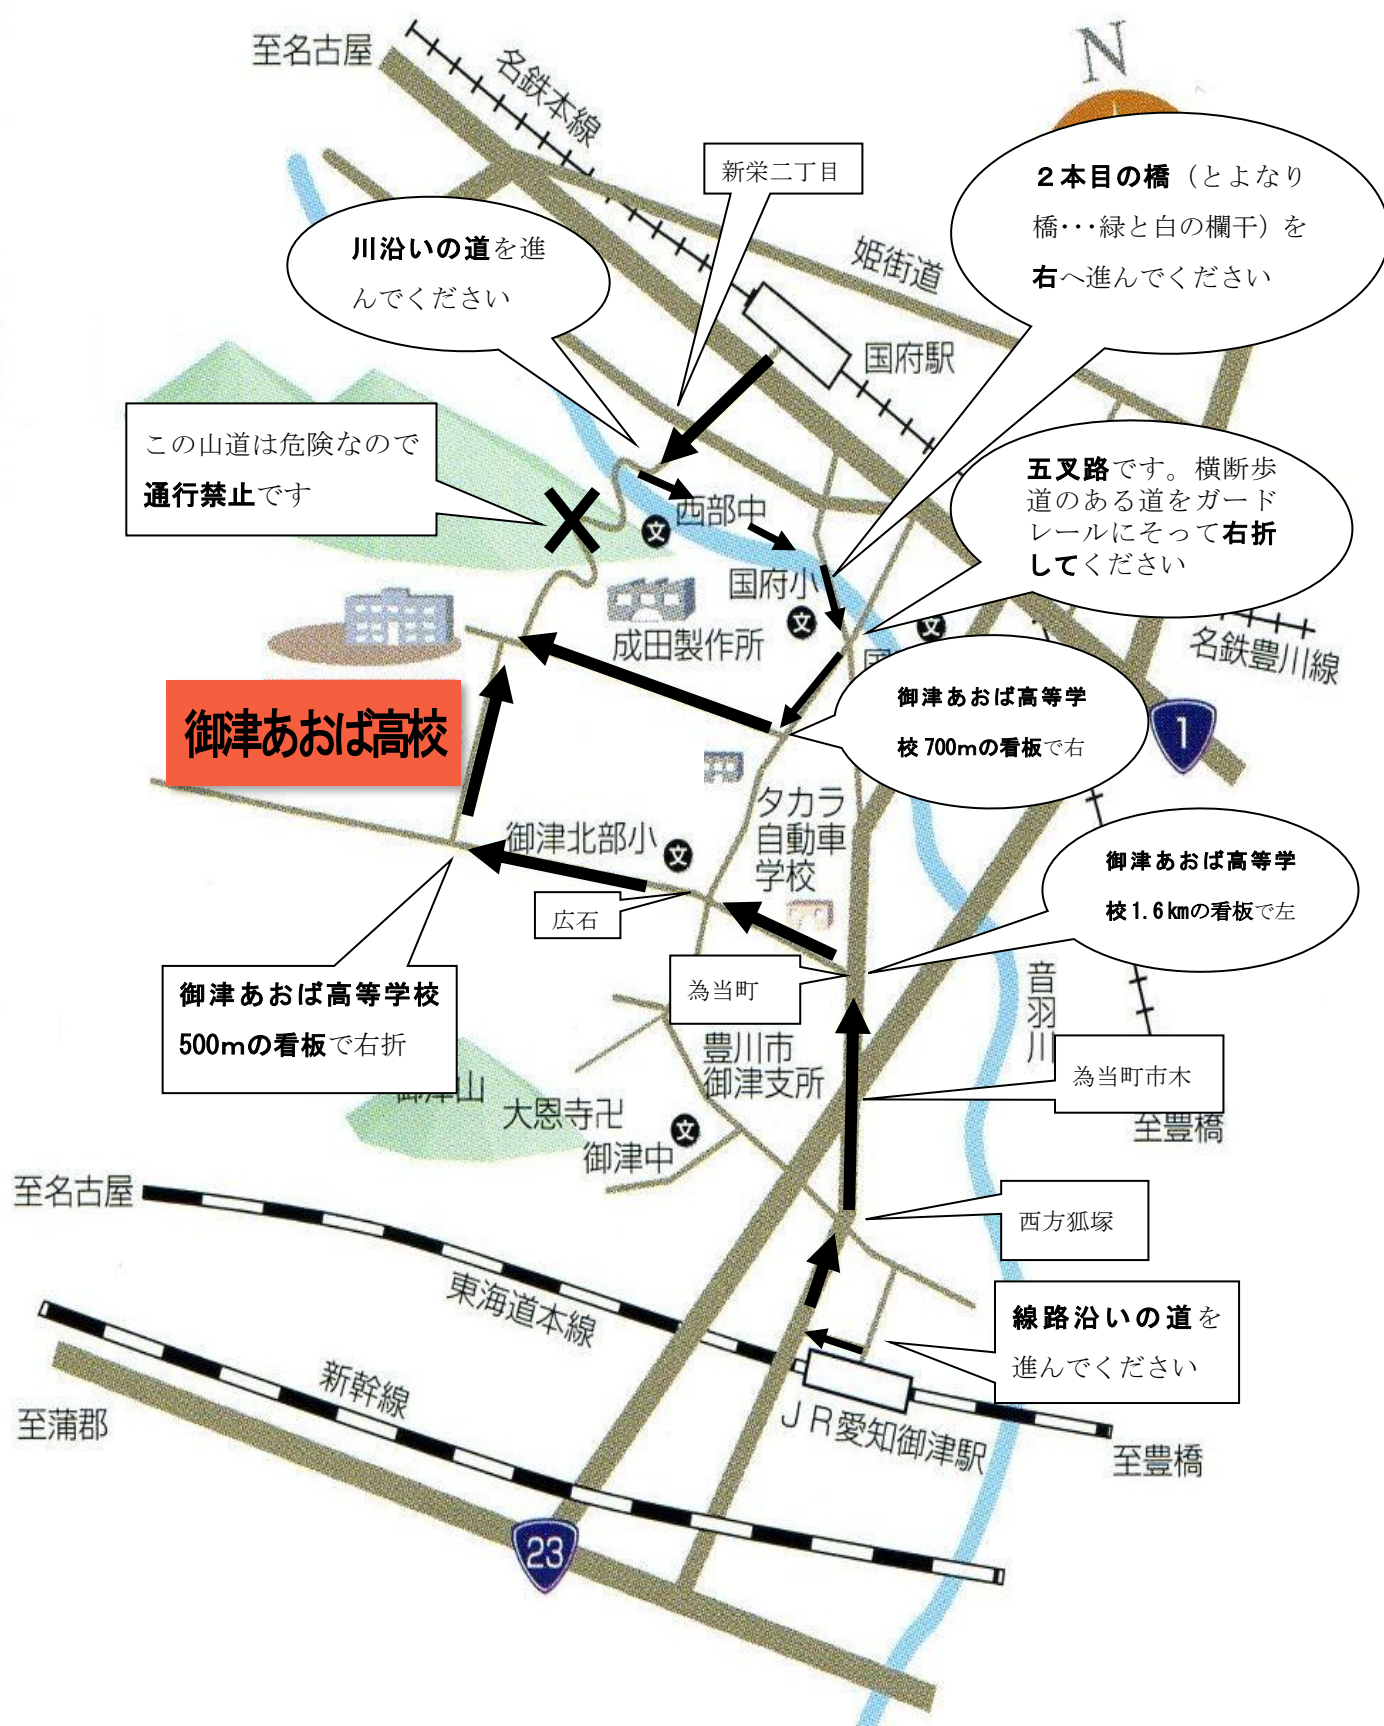 至名古屋
名鉄本線
N
新栄二丁目
2本目の橋（とよなり
橋･･･緑と白の欄干）を
右へ進んでください
川沿いの道を進
んでください
姫街道
国府駅
この山道は危険なので
通行禁止です
五叉路です。横断歩
道のある道をガード
レールにそって右折
してください
西部中
文
国府小
文
文
成田製作所
国
名鉄豊川線
御津あおば高等学
校700mの看板で右
1
御津あおば高校
タカラ
自動車
学校
御津北部小
文
御津あおば高等学
校1.6kmの看板で左
広石
為当町
音羽川
御津あおば高等学校
500mの看板で右折
豊川市
御津支所
為当町市木
至豊橋
御津山
大恩寺卍
御津中
文
至名古屋
西方狐塚
東海道本線
線路沿いの道を
進んでください
新幹線
至蒲郡
JR愛知御津駅
至豊橋
23